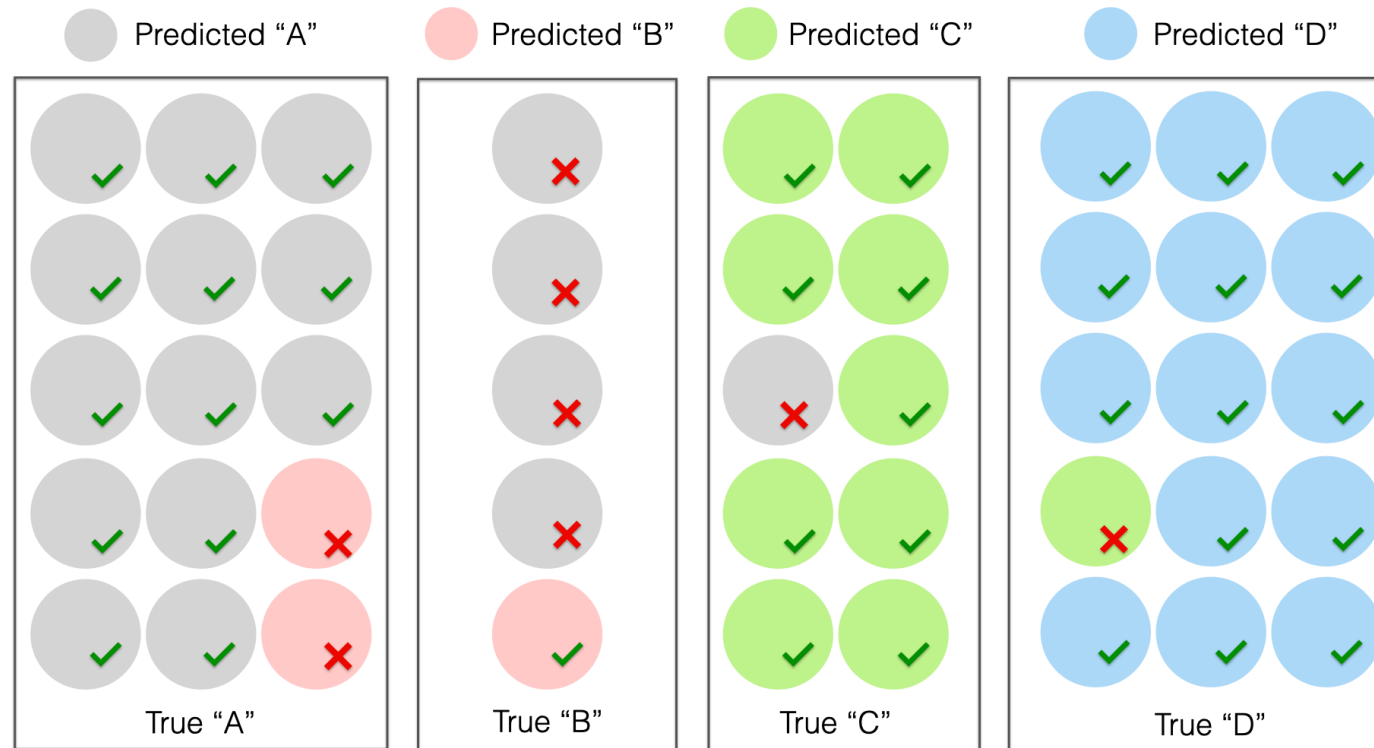 Predicted “A”
Predicted “B”
Predicted “C”
Predicted “D”
True “A”
True “B”
True “C”
True “D”